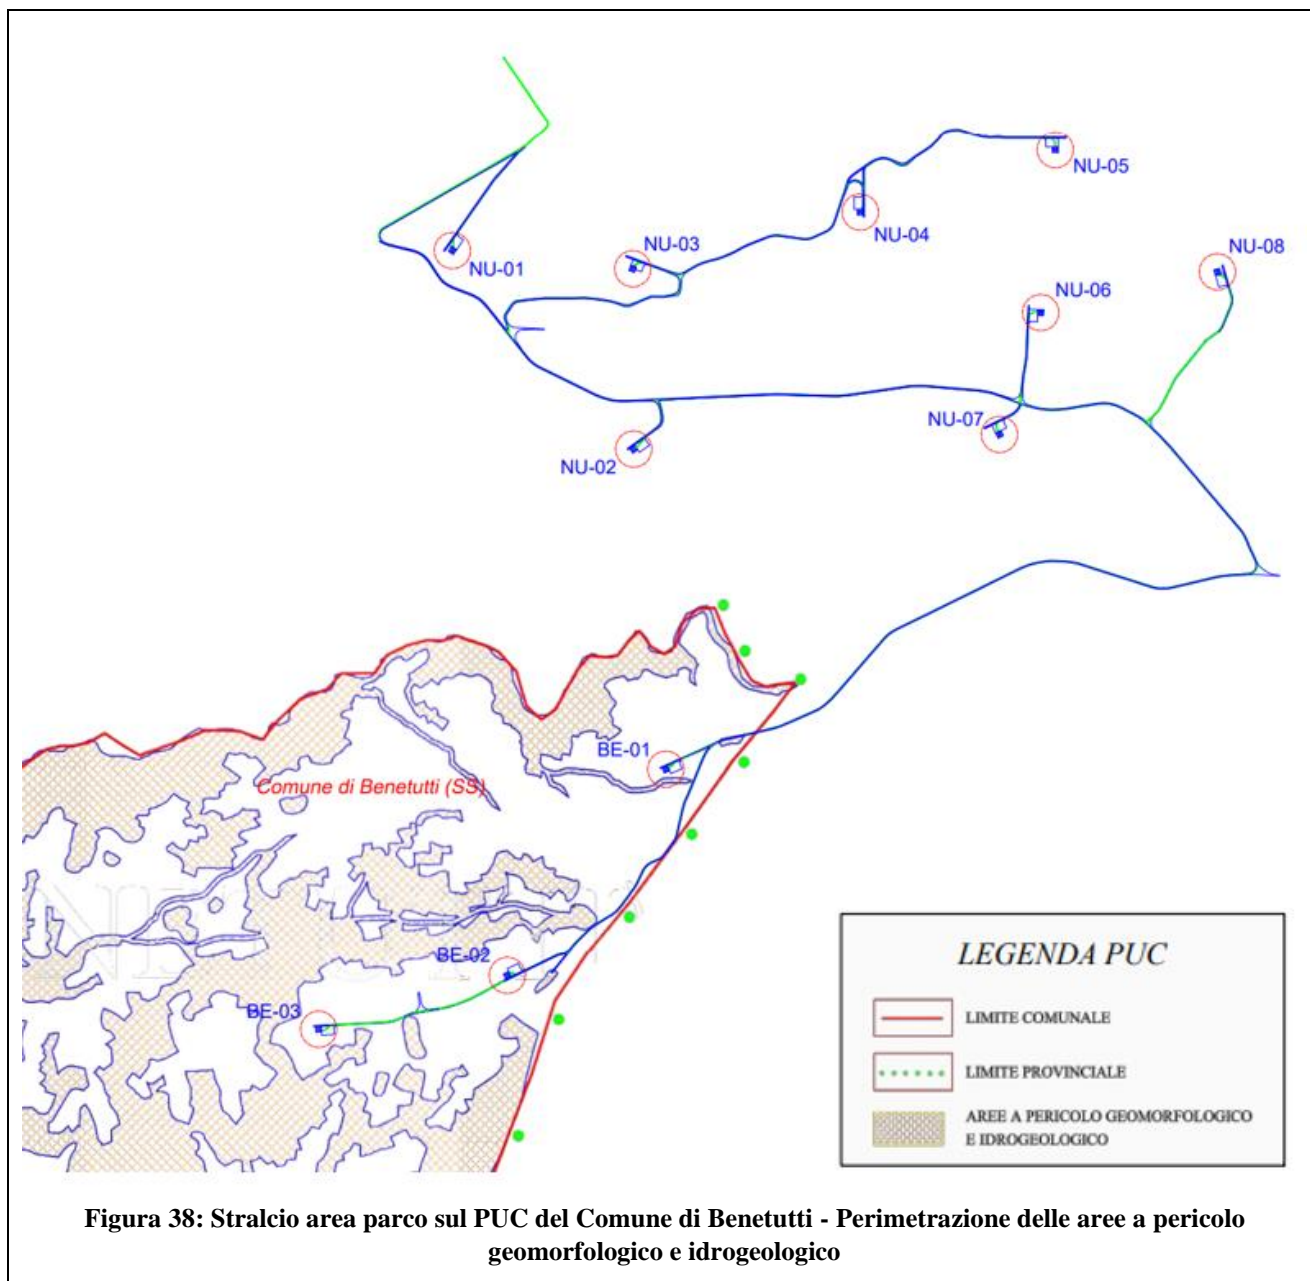 NU-05
NU-04
NU-03
NU-01
NU-08
NU-06
NU-07
NU-02
BE-01
Comune di Benetutti (SS)
BE-02
BE-03
LEGENDA PUC
LIMITE COMUNALE
LIMITE PROVINCIALE
AREE A PERICOLO GEOMORFOLOGICO
E IDROGEOLOGICO
Figura 38: Stralcio area parco sul PUC del Comune di Benetutti - Perimetrazione delle aree a pericolo
geomorfologico e idrogeologico